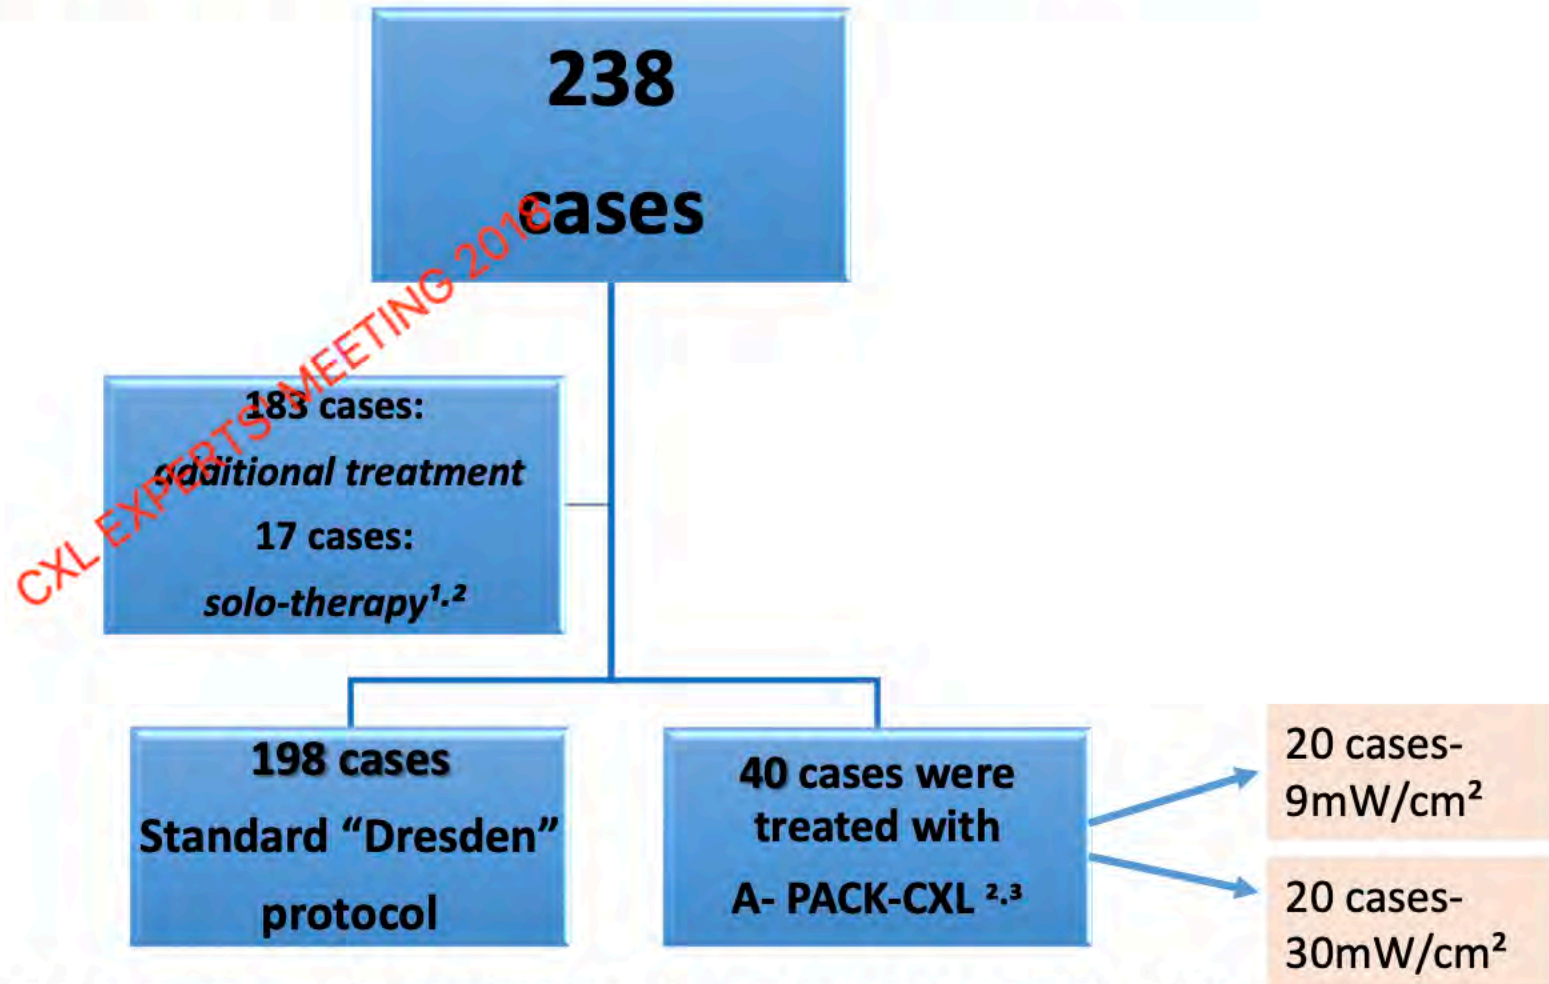 238
cases
CXL EXPERTS' MEETING 2018
183 cases:
additional treatment
17 cases:
solo-therapy¹·²
198 cases
Standard “Dresden”
protocol
40 cases were
treated with
A- PACK-CXL ²·³
20 cases-
9mW/cm²
20 cases-
30mW/cm²